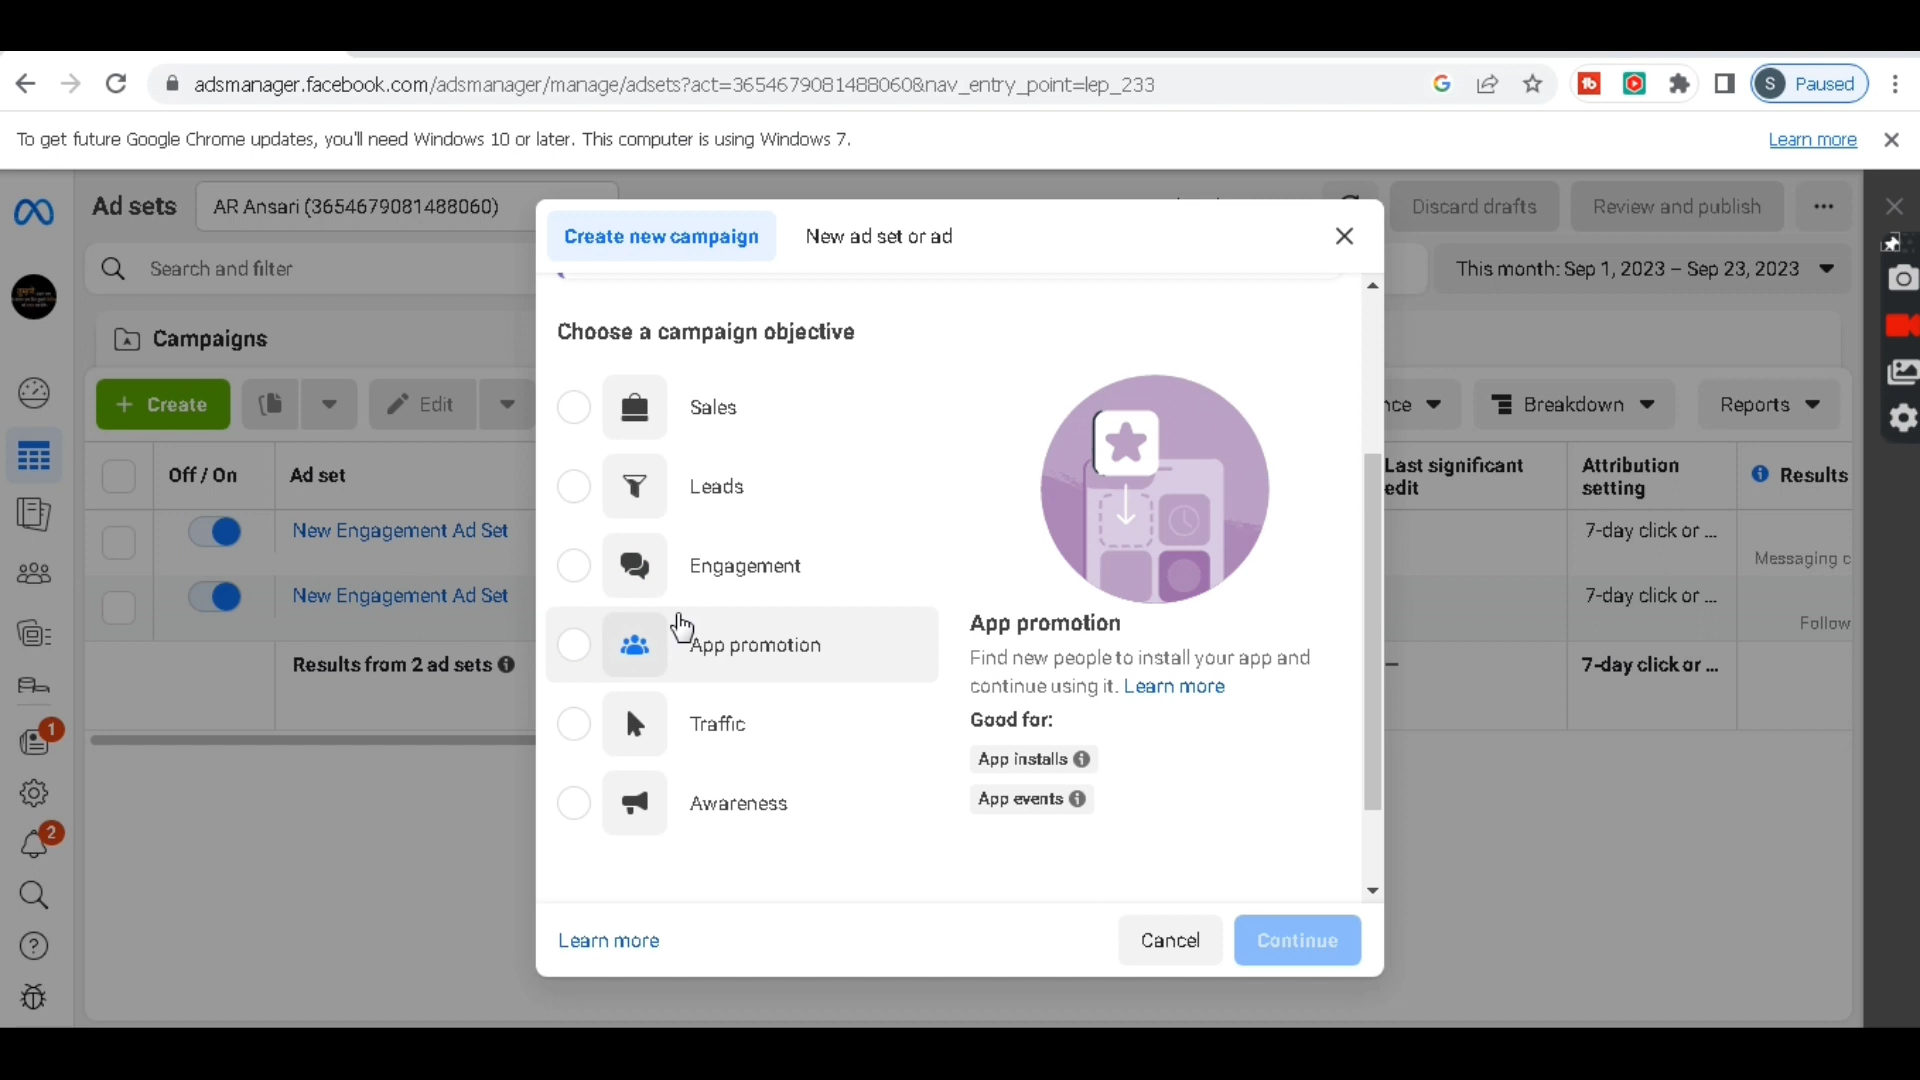 adsmanager.facebook.com/adsmanager/manage/adsets?act=3654679081488060&nav_entry_point=lep_233
S Paused
To get future Google Chrome updates, you'll need Windows 10 or later. This computer is using Windows 7.
Learn more
Ad sets
AR Ansari (3654679081488060)
Discard drafts
Review and publish
Create new campaign
New ad set or ad
Search and filter
This month: Sep 1, 2023 – Sep 23, 2023
Campaigns
Choose a campaign objective
+ Create
Edit
nce
Breakdown
Reports
Off / On
Ad set
Last significant
edit
Attribution
setting
Results
New Engagement Ad Set
7-day click or ...
Messaging c
New Engagement Ad Set
7-day click or ...
Follow
Results from 2 ad sets
—
7-day click or ...
Sales
Leads
Engagement
App promotion
Traffic
Awareness
App promotion
Find new people to install your app and
continue using it. Learn more
Good for:
App installs
App events
1
2
Learn more
Cancel
Continue